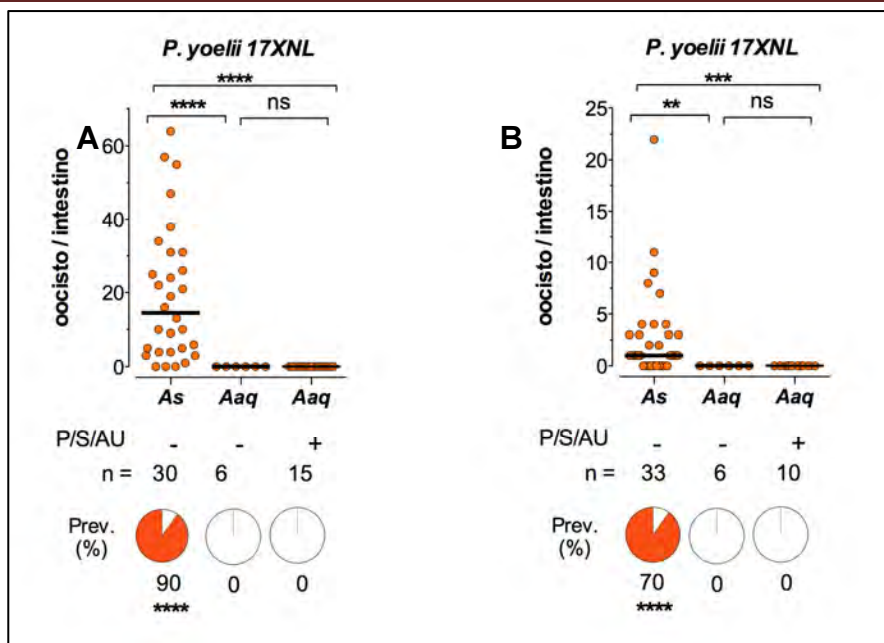 P. yoelii 17XNL
****
**** ns
A
oocisto / intestino
60
40
20
0
As Aaq Aaq
P/S/AU - - +
n = 30 6 15
Prev.
(%)
90 0 0
****
P. yoelii 17XNL
***
** ns
B
oocisto / intestino
25
20
15
10
5
0
As Aaq Aaq
P/S/AU - - +
n = 33 6 10
Prev.
(%)
70 0 0
****